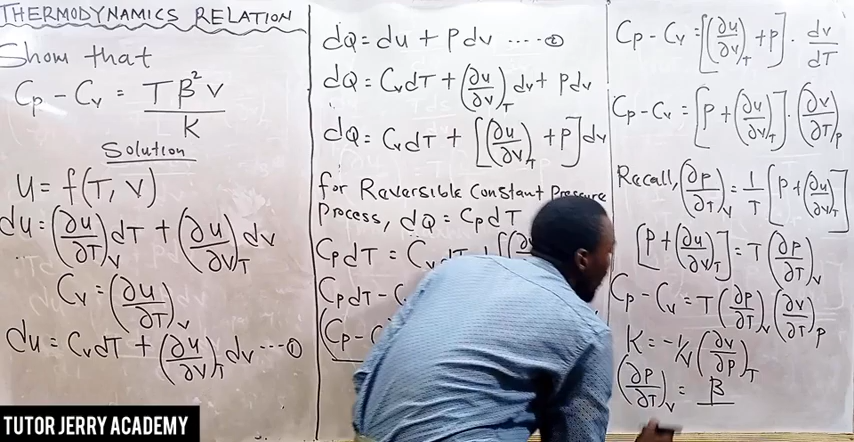 THERMODYNAMICS RELATION
Show that
Cp - Cv = Tβ²v / K
Solution
U = f(T, V)
du = (∂u/∂T)v dT + (∂u/∂v)T dv
Cv = (∂u/∂T)v
du = CvdT + (∂u/∂v)T dv ---①
dQ = du + Pdv ----②
dQ = CvdT + (∂u/∂v)T dv + Pdv
dQ = CvdT + [(∂u/∂v)T + P]dv
for Reversible Constant Pressure
Process, dQ = CpdT
CpdT = CvdT + [(
CpdT - C
(Cp - C
Cp - Cv = [(∂u/∂v)T + P] · dv/dT
Cp - Cv = [P + (∂u/∂v)T] · (∂v/∂T)p
Recall, (∂P/∂T)v = 1/T [P + (∂u/∂v)T]
[P + (∂u/∂v)T] = T(∂P/∂T)v
Cp - Cv = T(∂P/∂T)v (∂v/∂T)p
K = -1/v (∂v/∂P)T
(∂P/∂T)v = β
TUTOR JERRY ACADEMY